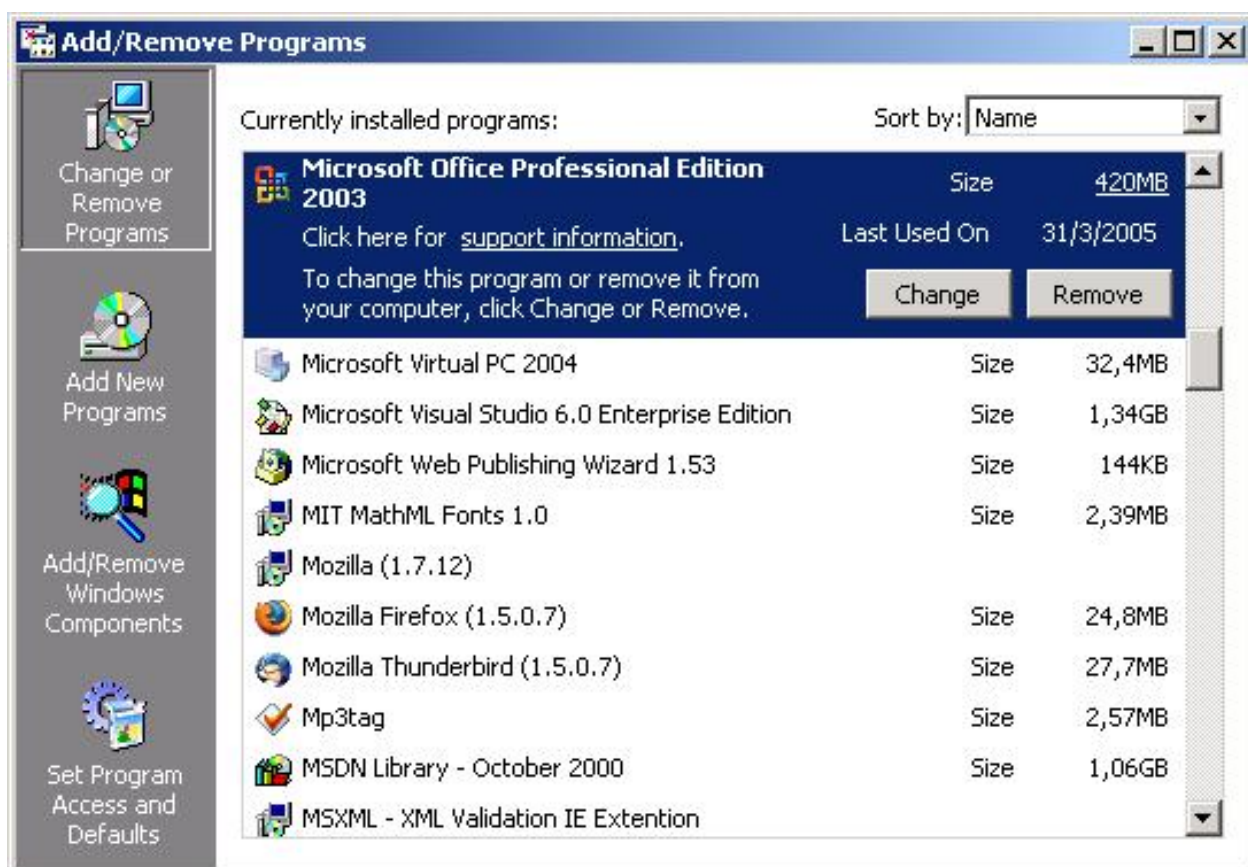 Add/Remove Programs
Change or
Remove
Programs
Add New
Programs
Add/Remove
Windows
Components
Set Program
Access and
Defaults
Currently installed programs:
Sort by: Name
Microsoft Office Professional Edition
2003
Size 420MB
Click here for support information.
Last Used On 31/3/2005
To change this program or remove it from
your computer, click Change or Remove.
Change Remove
Microsoft Virtual PC 2004 Size 32,4MB
Microsoft Visual Studio 6.0 Enterprise Edition Size 1,34GB
Microsoft Web Publishing Wizard 1.53 Size 144KB
MIT MathML Fonts 1.0 Size 2,39MB
Mozilla (1.7.12)
Mozilla Firefox (1.5.0.7) Size 24,8MB
Mozilla Thunderbird (1.5.0.7) Size 27,7MB
Mp3tag Size 2,57MB
MSDN Library - October 2000 Size 1,06GB
MSXML - XML Validation IE Extention